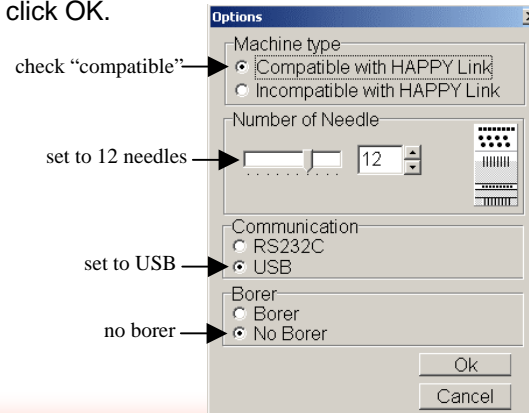 click OK.
Options
Machine type
check "compatible"
Compatible with HAPPY Link
Incompatible with HAPPY Link
Number of Needle
set to 12 needles
12
Communication
RS232C
set to USB
USB
Borer
Borer
no borer
No Borer
Ok
Cancel